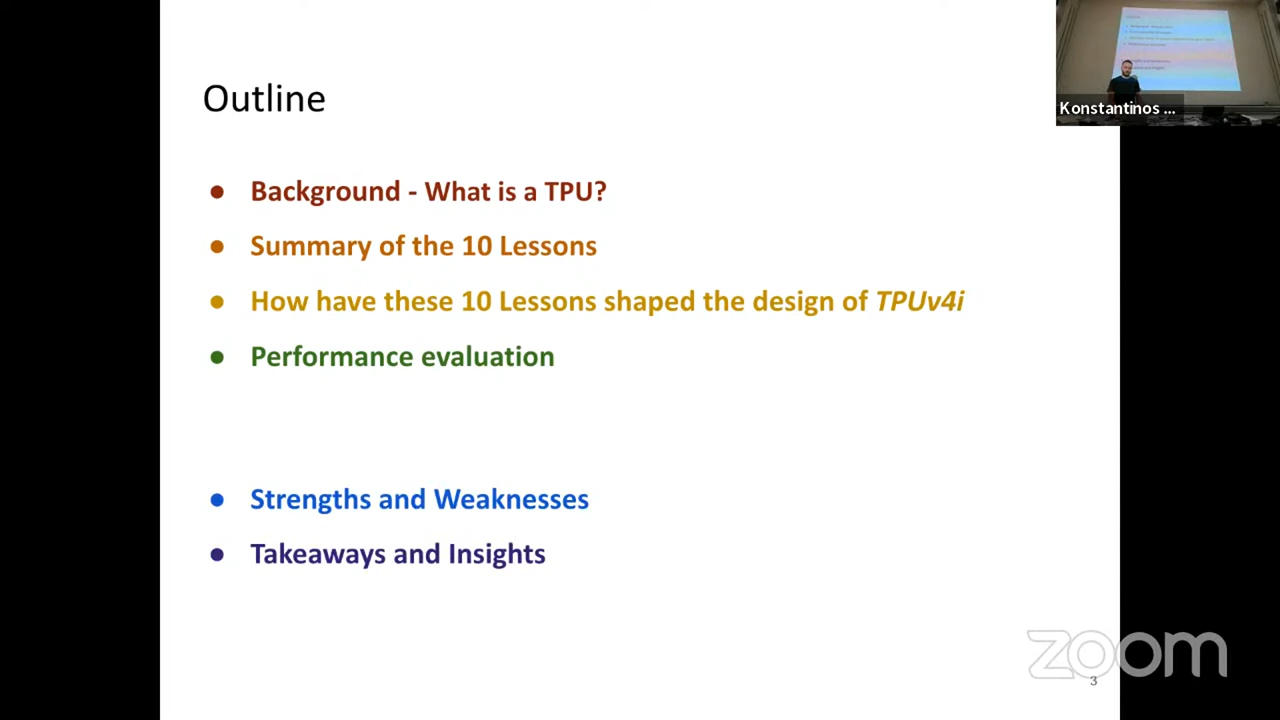 Outline
Konstantinos ...
● Background - What is a TPU?
● Summary of the 10 Lessons
● How have these 10 Lessons shaped the design of TPUv4i
● Performance evaluation
● Strengths and Weaknesses
● Takeaways and Insights
zoom
3